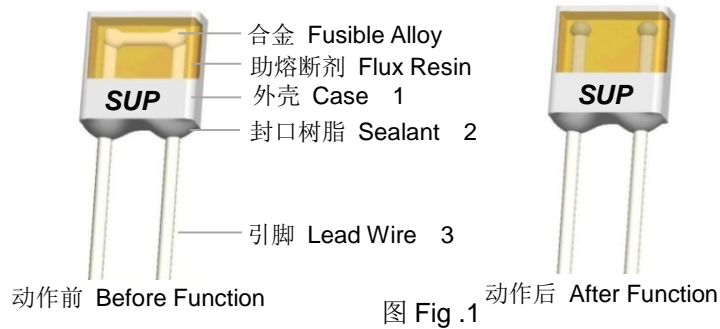 合金 Fusible Alloy
助熔断剂 Flux Resin
外壳 Case 1
封口树脂 Sealant 2
引脚 Lead Wire 3
SUP
SUP
动作前 Before Function
动作后 After Function
图 Fig .1